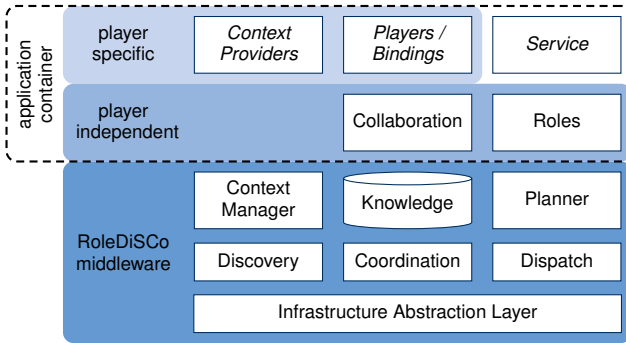 application
container
player
specific
Context
Providers
Players /
Bindings
Service
player
independent
Collaboration
Roles
RoleDiSCo
middleware
Context
Manager
Knowledge
Planner
Discovery
Coordination
Dispatch
Infrastructure Abstraction Layer